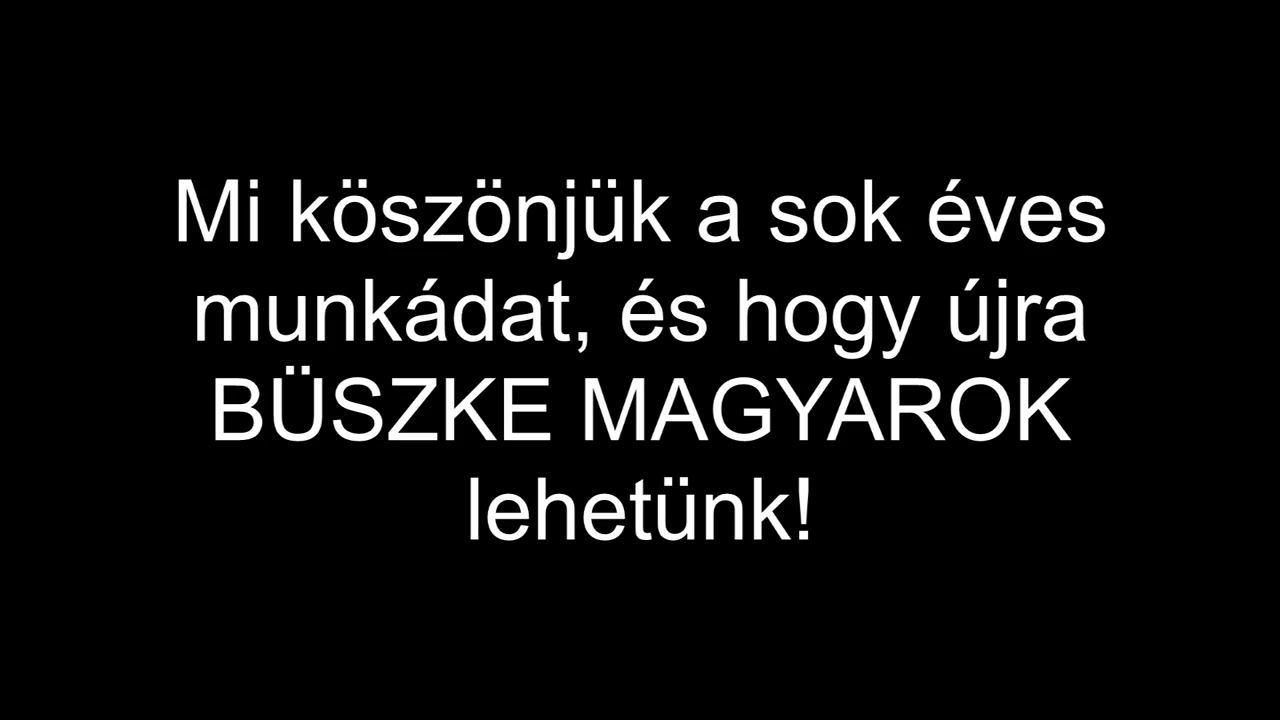 Mi köszönjük a sok éves
munkádat, és hogy újra
BÜSZKE MAGYAROK
lehetünk!